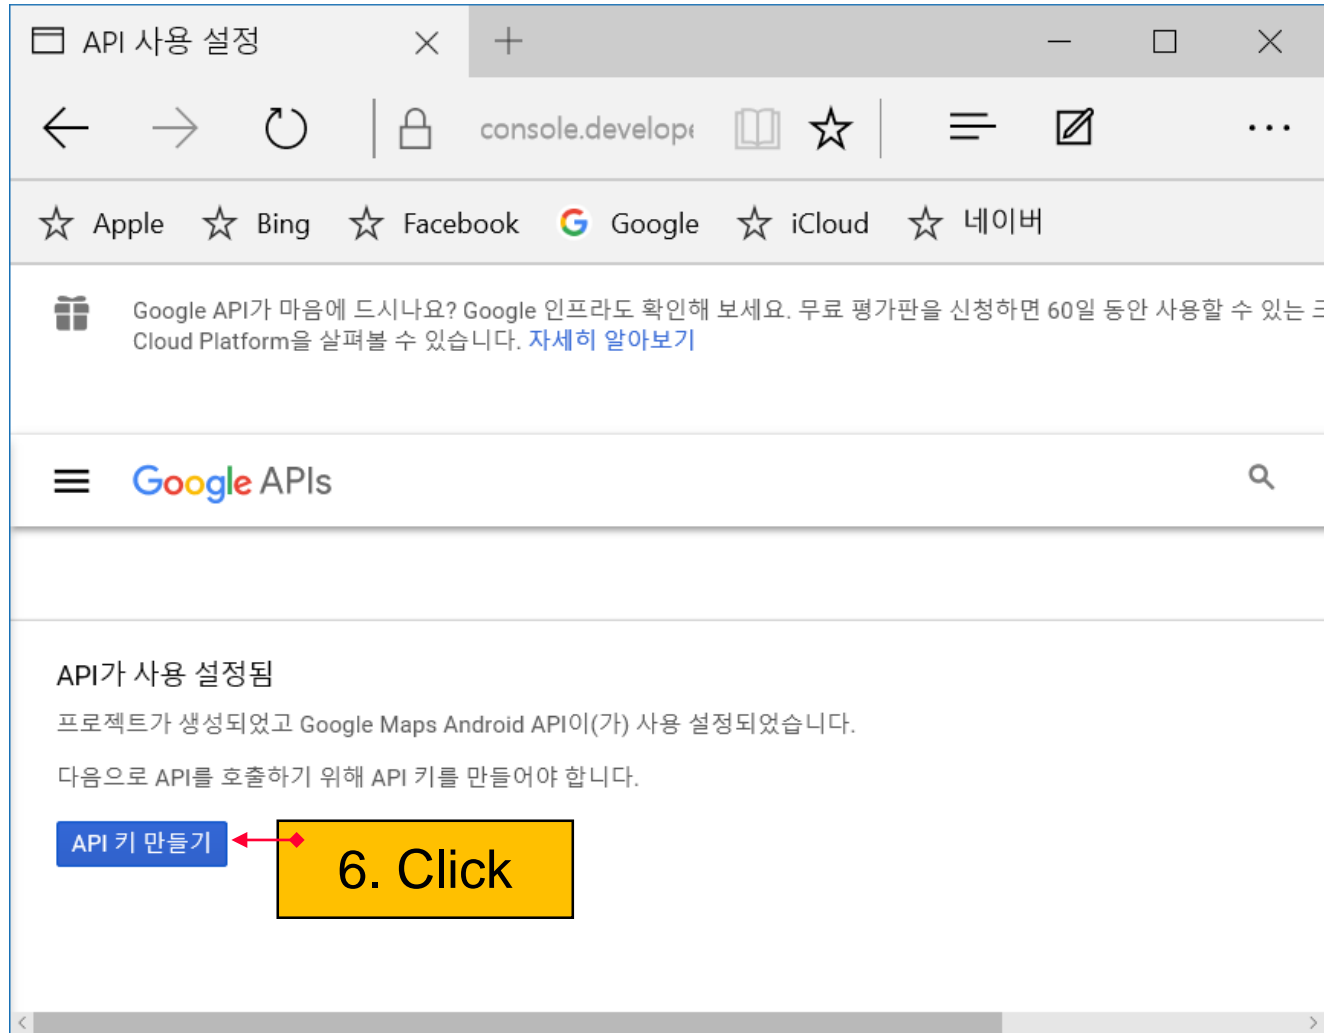 API 사용 설정
console.develope
Apple Bing Facebook Google iCloud 네이버
Google API가 마음에 드시나요? Google 인프라도 확인해 보세요. 무료 평가판을 신청하면 60일 동안 사용할 수 있는
Cloud Platform을 살펴볼 수 있습니다. 자세히 알아보기
Google APIs
API가 사용 설정됨
프로젝트가 생성되었고 Google Maps Android API이(가) 사용 설정되었습니다.
다음으로 API를 호출하기 위해 API 키를 만들어야 합니다.
API 키 만들기
6. Click